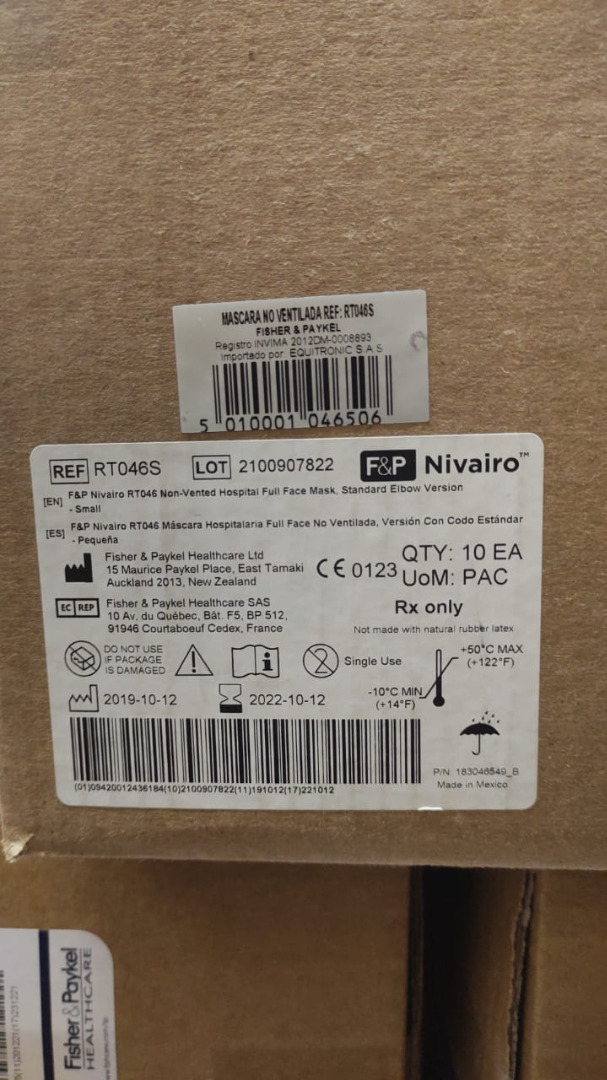 MASCARA NO VENTILADA REF: RT046S
FISHER & PAYKEL
Registro INVIMA 2012DM-0008893
Importado por: EQUITRONIC S.A.S
5 010001 046506
REF RT046S LOT 2100907822 F&P Nivairo™
[EN] F&P Nivairo RT046 Non-Vented Hospital Full Face Mask, Standard Elbow Version
- Small
[ES] F&P Nivairo RT046 Máscara Hospitalaria Full Face No Ventilada, Versión Con Codo Estándar
- Pequeña
Fisher & Paykel Healthcare Ltd
15 Maurice Paykel Place, East Tamaki
Auckland 2013, New Zealand
CE 0123
QTY: 10 EA
UoM: PAC
EC REP
Fisher & Paykel Healthcare SAS
10 Av. du Québec, Bât. F5, BP 512,
91946 Courtaboeuf Cedex, France
Rx only
Not made with natural rubber latex
DO NOT USE
IF PACKAGE
IS DAMAGED
2 Single Use
+50°C MAX
(+122°F)
-10°C MIN
(+14°F)
2019-10-12 2022-10-12
(01)09420012436184(10)2100907822(11)191012(17)221012
P/N 183046549_B
Made in Mexico
Fisher & Paykel
HEALTHCARE